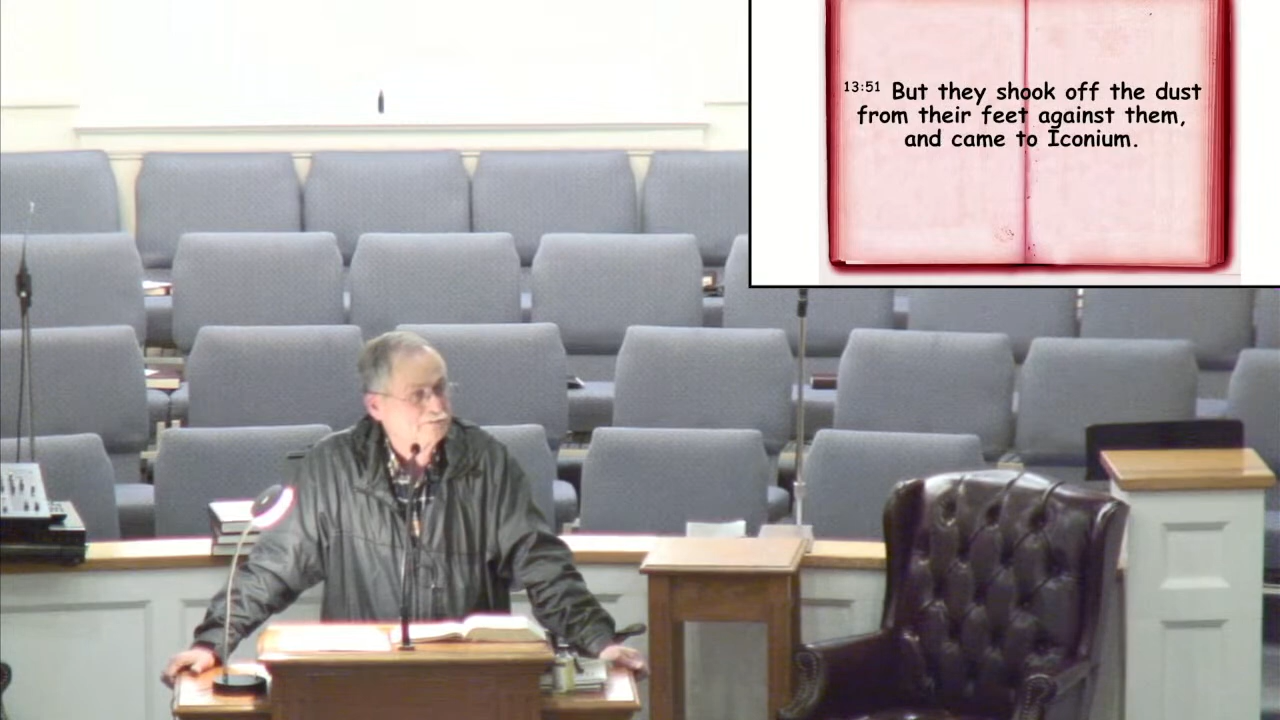 13:51 But they shook off the dust
from their feet against them,
and came to Iconium.